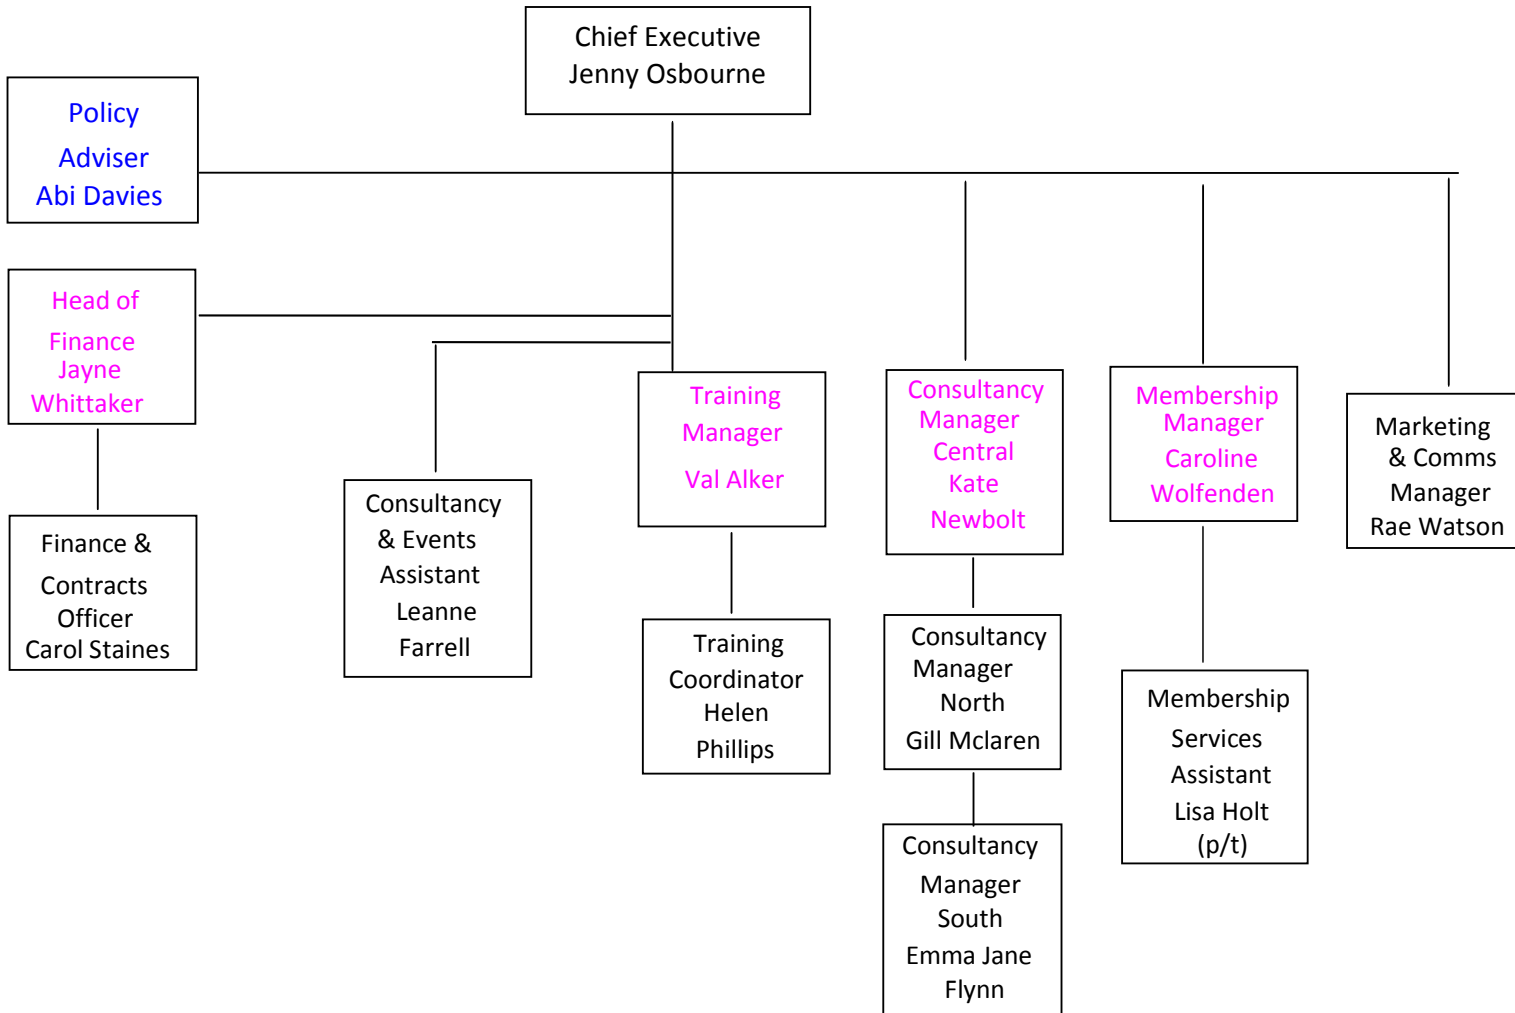 Chief Executive
Jenny Osbourne
Policy
Adviser
Abi Davies
Head of
Finance
Jayne
Whittaker
Finance &
Contracts
Officer
Carol Staines
Consultancy
& Events
Assistant
Leanne
Farrell
Training
Manager
Val Alker
Training
Coordinator
Helen
Phillips
Consultancy
Manager
Central
Kate
Newbolt
Consultancy
Manager
North
Gill Mclaren
Consultancy
Manager
South
Emma Jane
Flynn
Membership
Manager
Caroline
Wolfenden
Membership
Services
Assistant
Lisa Holt
(p/t)
Marketing
& Comms
Manager
Rae Watson